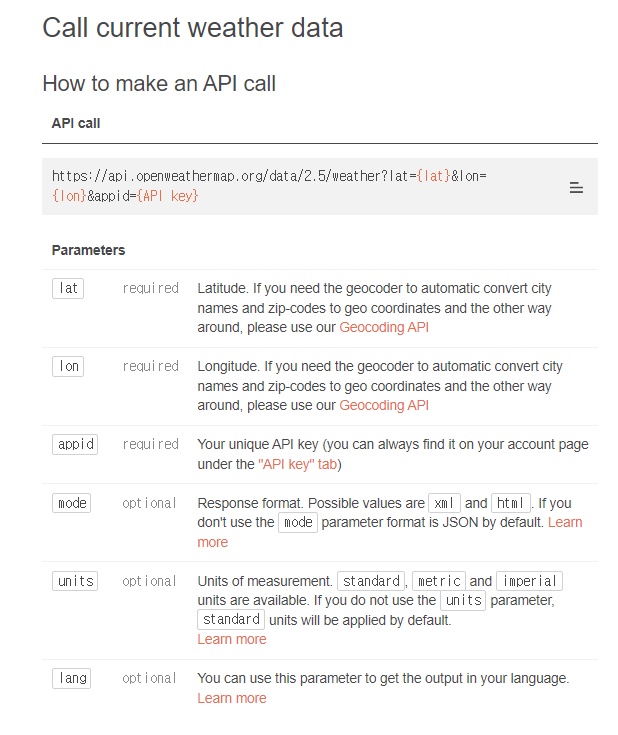 Call current weather data
How to make an API call
API call
https://api.openweathermap.org/data/2.5/weather?lat={lat}&lon=
{lon}&appid={API key}
Parameters
lat required Latitude. If you need the geocoder to automatic convert city
names and zip-codes to geo coordinates and the other way
around, please use our Geocoding API
lon required Longitude. If you need the geocoder to automatic convert city
names and zip-codes to geo coordinates and the other way
around, please use our Geocoding API
appid required Your unique API key (you can always find it on your account page
under the "API key" tab)
mode optional Response format. Possible values are xml and html. If you
don't use the mode parameter format is JSON by default. Learn
more
units optional Units of measurement. standard, metric and imperial
units are available. If you do not use the units parameter,
standard units will be applied by default.
Learn more
lang optional You can use this parameter to get the output in your language.
Learn more